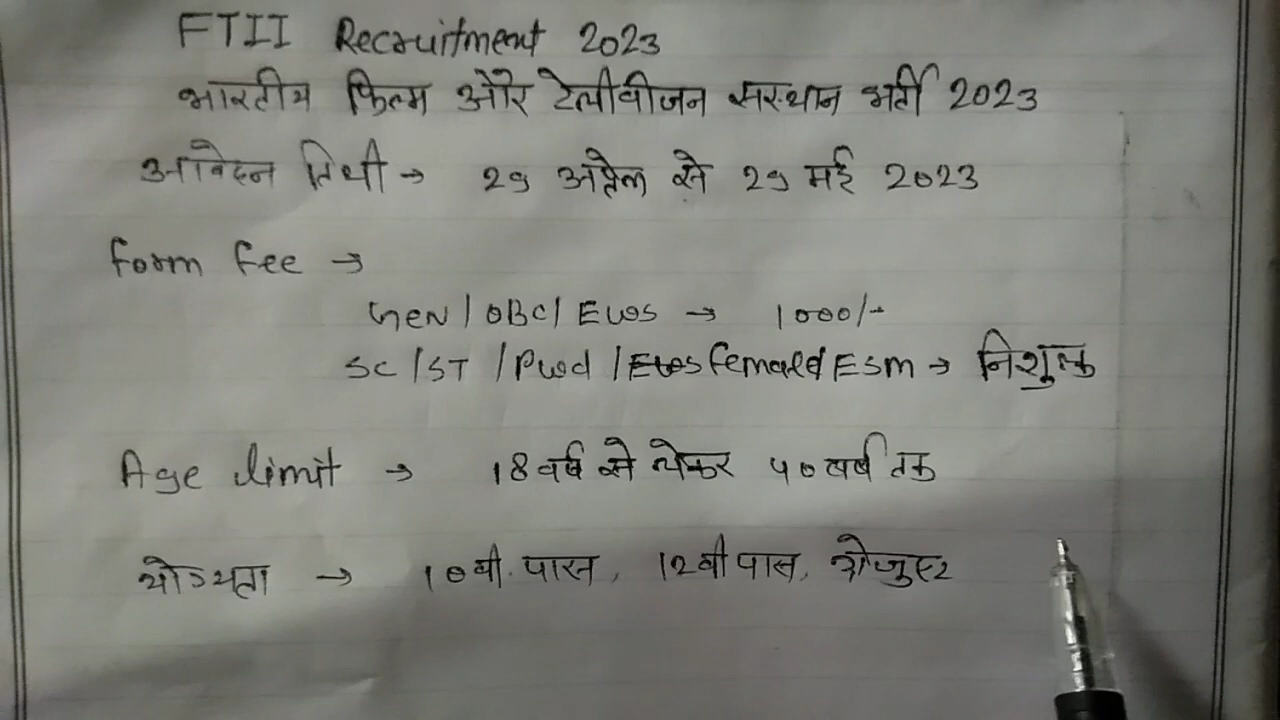 FTII Recruitment 2023
भारतीय फिल्म और टेलीवीजन संस्थान भर्ती 2023
आवेदन तिथी → 29 अप्रेल से 29 मई 2023
form fee →
Gen / OBC / EWS → 1000/-
SC / ST / Pwd / female / ESM → निशुल्क
Age limit → 18 वर्ष से लेकर 40 वर्ष तक
योग्यता → 10वी. पास, 12वी पास, ग्रेजुएट